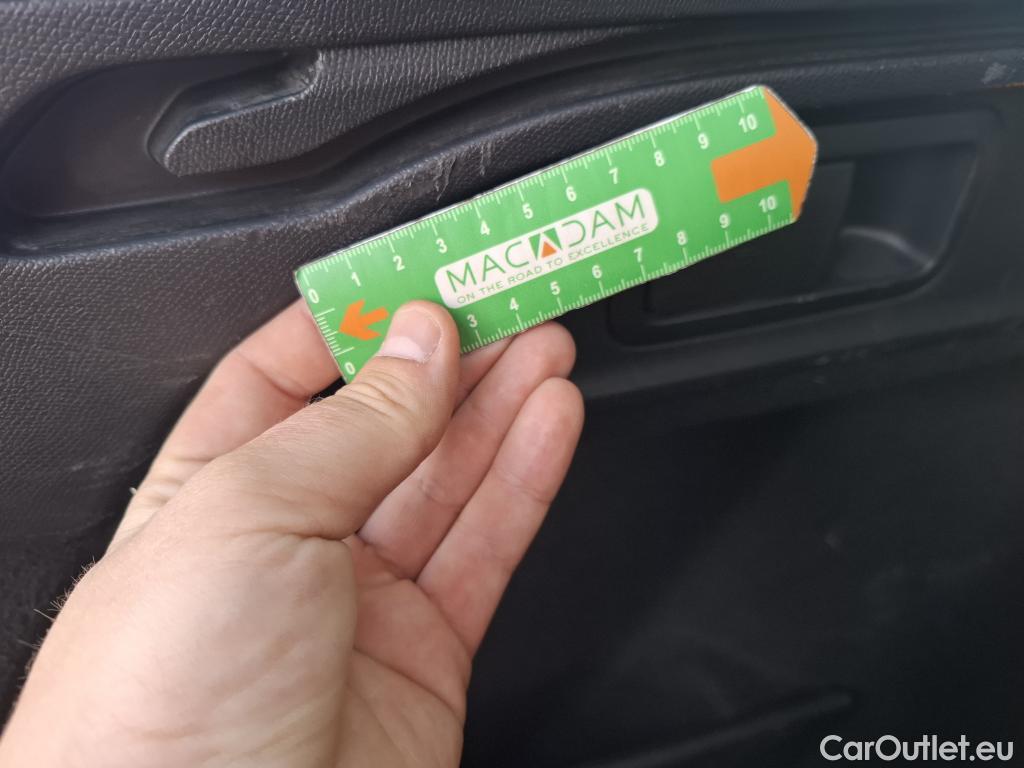 0 1 2 3 4 5 6 7 8 9 10
MACADAM
ON THE ROAD TO EXCELLENCE
0 3 4 5 6 7 8 9 10
CarOutlet.eu